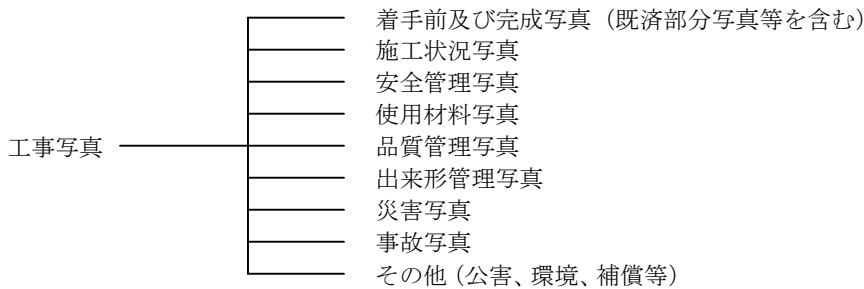 着手前及び完成写真（既済部分写真等を含む）
施工状況写真
安全管理写真
使用材料写真
工事写真
品質管理写真
出来形管理写真
災害写真
事故写真
その他（公害、環境、補償等）